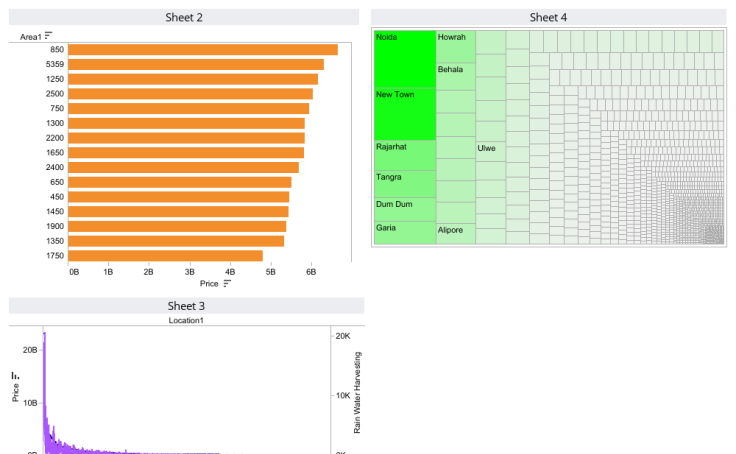 Sheet 2
Area1
850
5359
1250
2500
750
1300
2200
1650
2400
650
450
1450
1900
1350
1750
0B 1B 2B 3B 4B 5B 6B
Price
Sheet 4
Noida
Howrah
Behala
New Town
Rajarhat
Ulwe
Tangra
Dum Dum
Garia
Alipore
Sheet 3
Location1
20B
10B
0B
Price
20K
10K
0K
Rain Water Harvesting